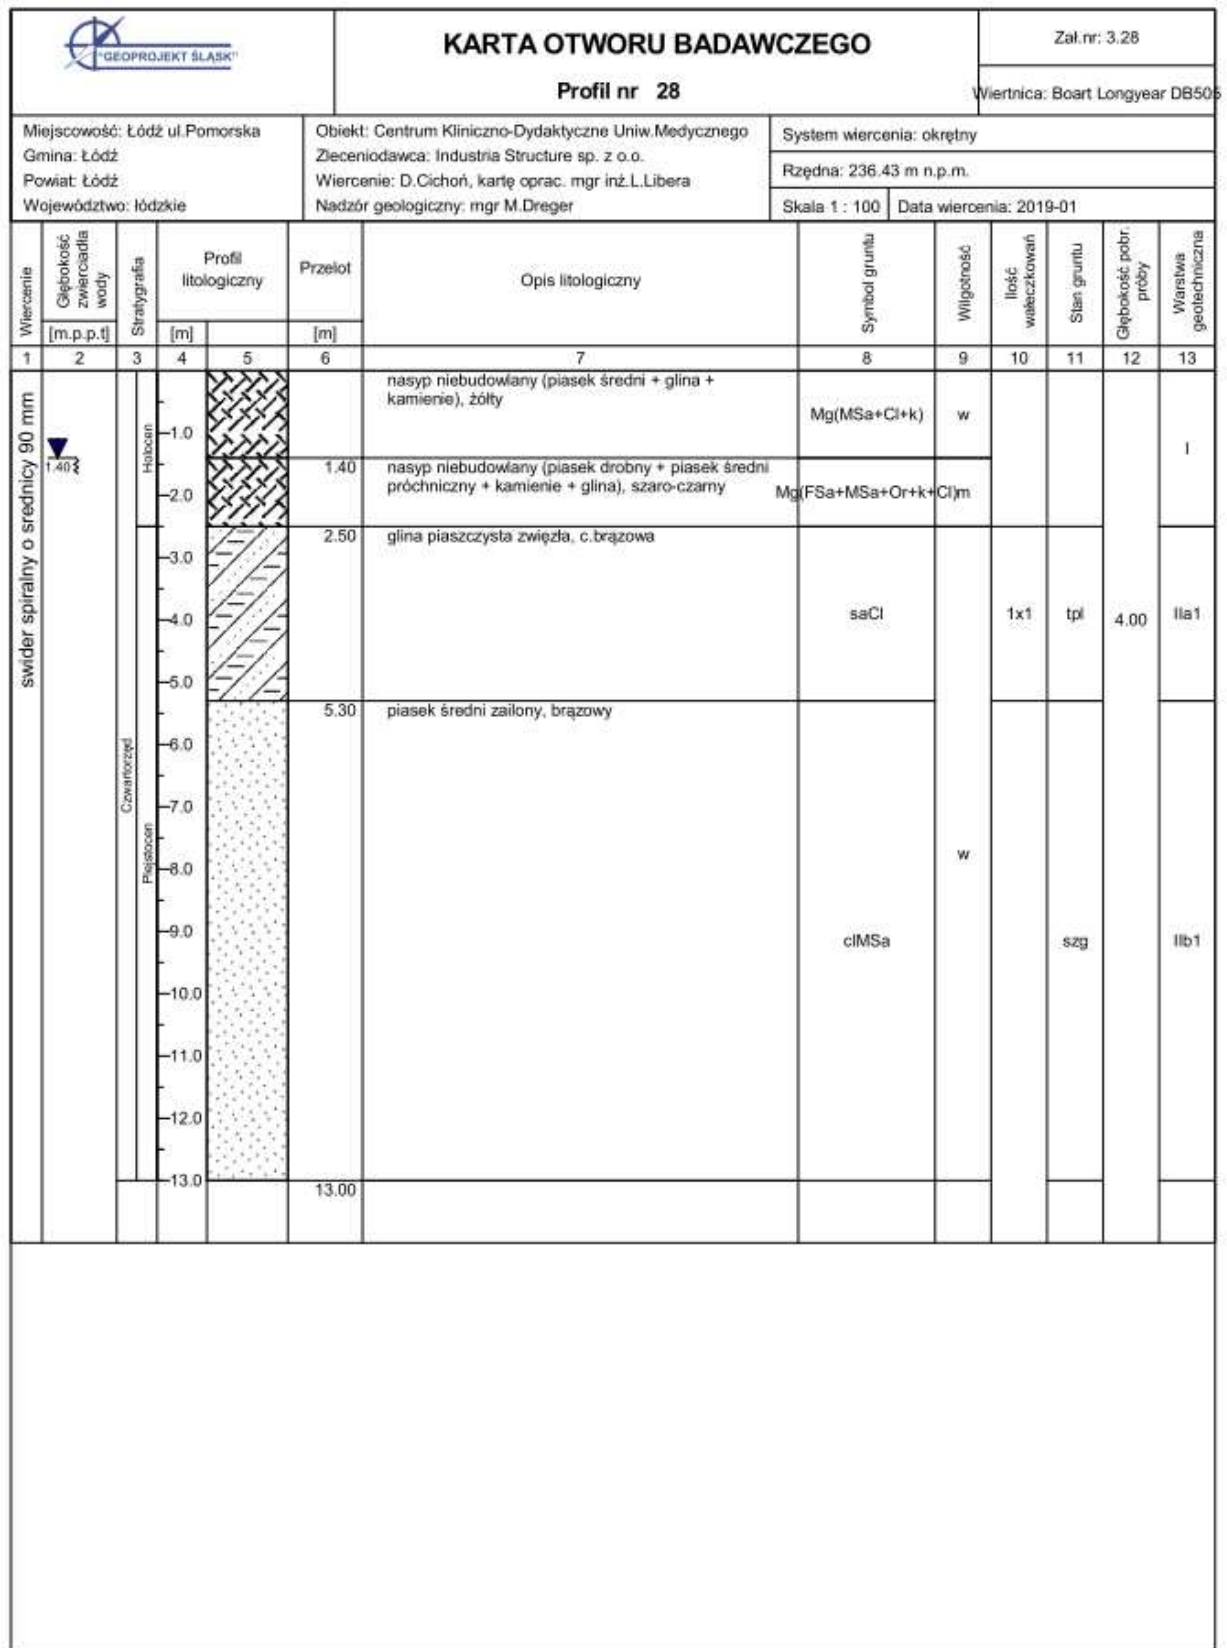 "GEOPROJEKT ŚLĄSK"
KARTA OTWORU BADAWCZEGO
Profil nr 28
Zał.nr: 3.28
Wiertnica: Boart Longyear DB505
Miejscowość: Łódź ul.Pomorska
Gmina: Łódź
Powiat: Łódź
Województwo: łódzkie
Obiekt: Centrum Kliniczno-Dydaktyczne Uniw.Medycznego
Zleceniodawca: Industria Structure sp. z o.o.
Wiercenie: D.Cichoń, kartę oprac. mgr inż.L.Libera
Nadzór geologiczny: mgr M.Dreger
System wiercenia: okrętny
Rzędna: 236.43 m n.p.m.
Skala 1 : 100 Data wiercenia: 2019-01
Wiercenie
Głębokość
zwierciadła
wody
[m.p.p.t]
Stratygrafia
Profil
litologiczny
[m]
Przelot
[m]
Opis litologiczny
Symbol gruntu
Wilgotność
Ilość
wałeczkowań
Stan gruntu
Głębokość pobr.
próby
Warstwa
geotechniczna
1 2 3 4 5 6 7 8 9 10 11 12 13
swider spiralny o srednicy 90 mm
1.40
Czwartorzęd
Holocen
Plejstocen
1.0
2.0
3.0
4.0
5.0
6.0
7.0
8.0
9.0
10.0
11.0
12.0
13.0
nasyp niebudowlany (piasek średni + glina +
kamienie), żółty
Mg(MSa+Cl+k) w
I
1.40 nasyp niebudowlany (piasek drobny + piasek średni
próchniczny + kamienie + glina), szaro-czarny
Mg(FSa+MSa+Or+k+Cl)m
2.50 glina piaszczysta zwięzła, c.brązowa
saCl 1x1 tpl 4.00 IIa1
5.30 piasek średni zailony, brązowy
w
clMSa szg IIb1
13.00